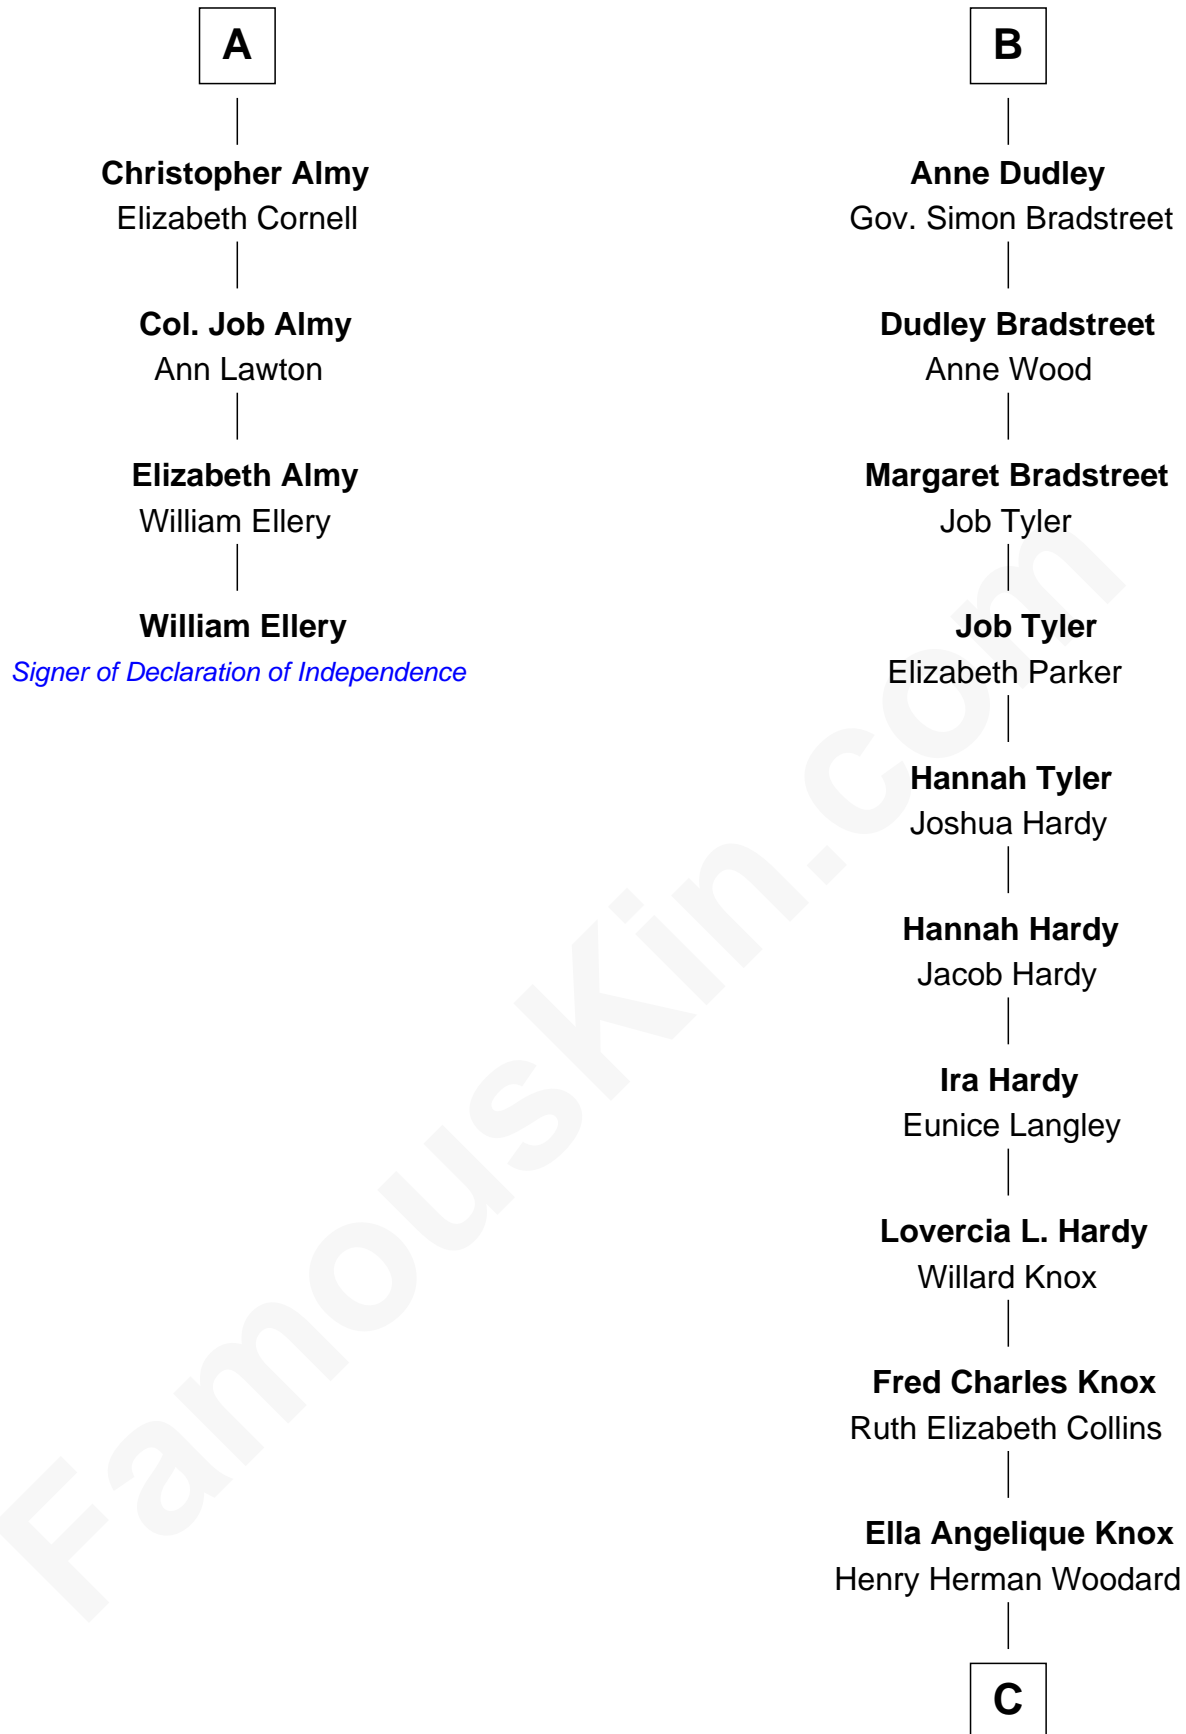 A
Christopher Almy
Elizabeth Cornell
Col. Job Almy
Ann Lawton
Elizabeth Almy
William Ellery
William Ellery
Signer of Declaration of Independence
B
Anne Dudley
Gov. Simon Bradstreet
Dudley Bradstreet
Anne Wood
Margaret Bradstreet
Job Tyler
Job Tyler
Elizabeth Parker
Hannah Tyler
Joshua Hardy
Hannah Hardy
Jacob Hardy
Ira Hardy
Eunice Langley
Lovercia L. Hardy
Willard Knox
Fred Charles Knox
Ruth Elizabeth Collins
Ella Angelique Knox
Henry Herman Woodard
C
FamousKin.com